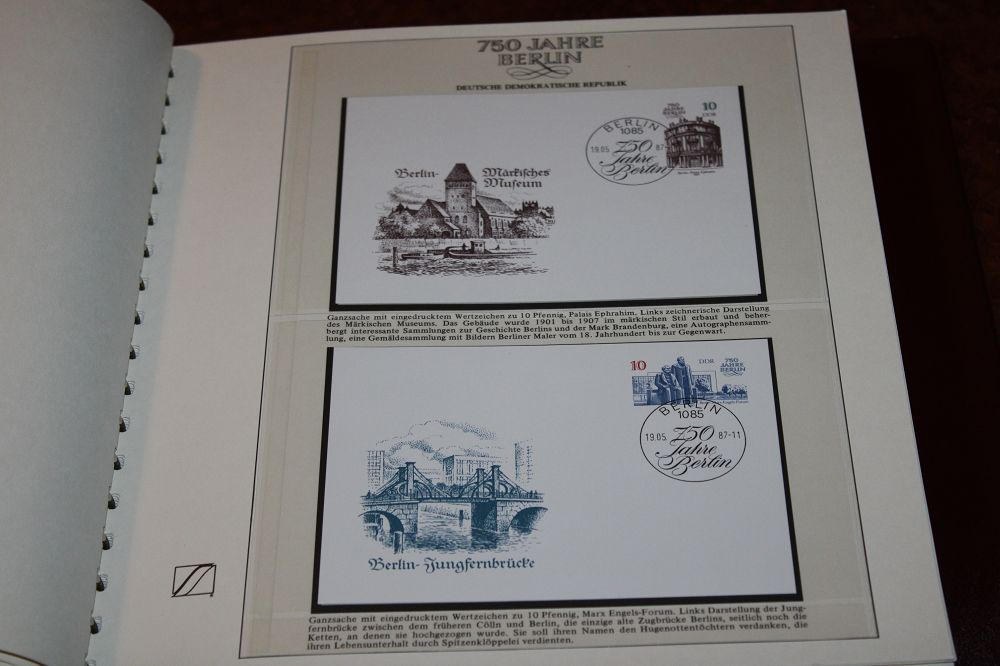 750 JAHRE
BERLIN
DEUTSCHE DEMOKRATISCHE REPUBLIK
750
JAHRE
BERLIN
10
DDR
BERLIN
1085
19.05. 87-
750
Jahre
Berlin
Berlin- Märkisches
Museum
Ganzsache mit eingedrucktem Wertzeichen zu 10 Pfennig, Palais Ephrahim. Links zeichnerische Darstellung
des Märkischen Museums. Das Gebäude wurde 1901 bis 1907 im märkischen Stil erbaut und beher-
bergt interessante Sammlungen zur Geschichte Berlins und der Mark Brandenburg, eine Autographensamm-
lung, eine Gemäldesammlung mit Bildern Berliner Maler vom 18. Jahrhundert bis zur Gegenwart.
10
DDR
750
JAHRE
BERLIN
BERLIN
1085
19.05. 87-11
750
Jahre
Berlin
Berlin-Jungfernbrücke
Ganzsache mit eingedrucktem Wertzeichen zu 10 Pfennig, Marx Engels-Forum. Links Darstellung der Jung-
fernbrücke zwischen dem früheren Cölln und Berlin, die einzige alte Zugbrücke Berlins, seitlich noch die
Ketten, an denen sie hochgezogen wurde. Sie soll ihren Namen den Hugenottentöchtern verdanken, die
ihren Lebensunterhalt durch Spitzenklöppelei verdienten.